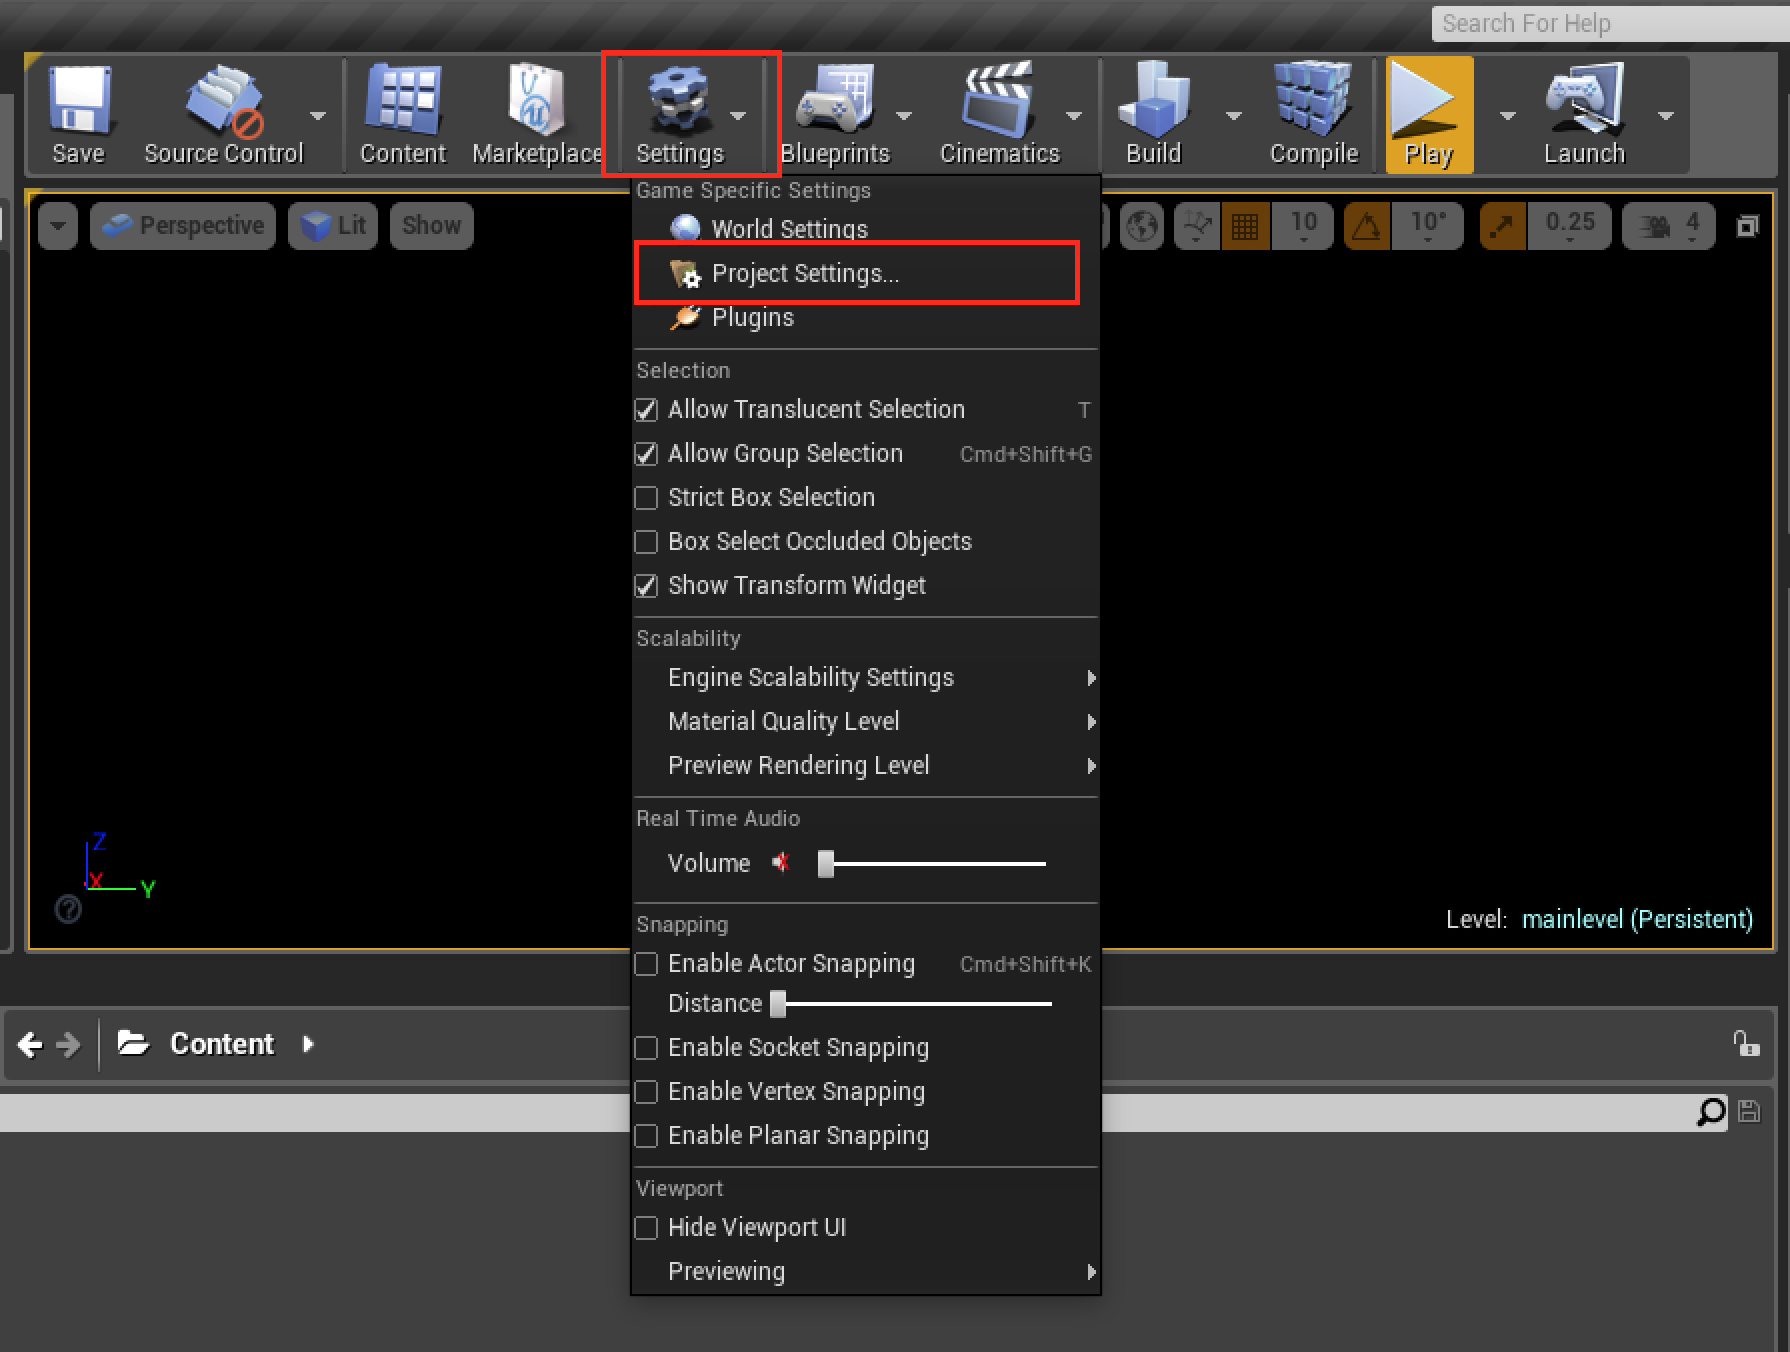 Search For Help
Save
Source Control
Content
Marketplace
Settings
Blueprints
Cinematics
Build
Compile
Play
Launch
Perspective
Lit
Show
10
10°
0.25
4
Game Specific Settings
World Settings
Project Settings...
Plugins
Selection
Allow Translucent Selection T
Allow Group Selection Cmd+Shift+G
Strict Box Selection
Box Select Occluded Objects
Show Transform Widget
Scalability
Engine Scalability Settings
Material Quality Level
Preview Rendering Level
Real Time Audio
Volume
Snapping
Enable Actor Snapping Cmd+Shift+K
Distance
Enable Socket Snapping
Enable Vertex Snapping
Enable Planar Snapping
Viewport
Hide Viewport UI
Previewing
Z
X
Y
?
Level: mainlevel (Persistent)
Content